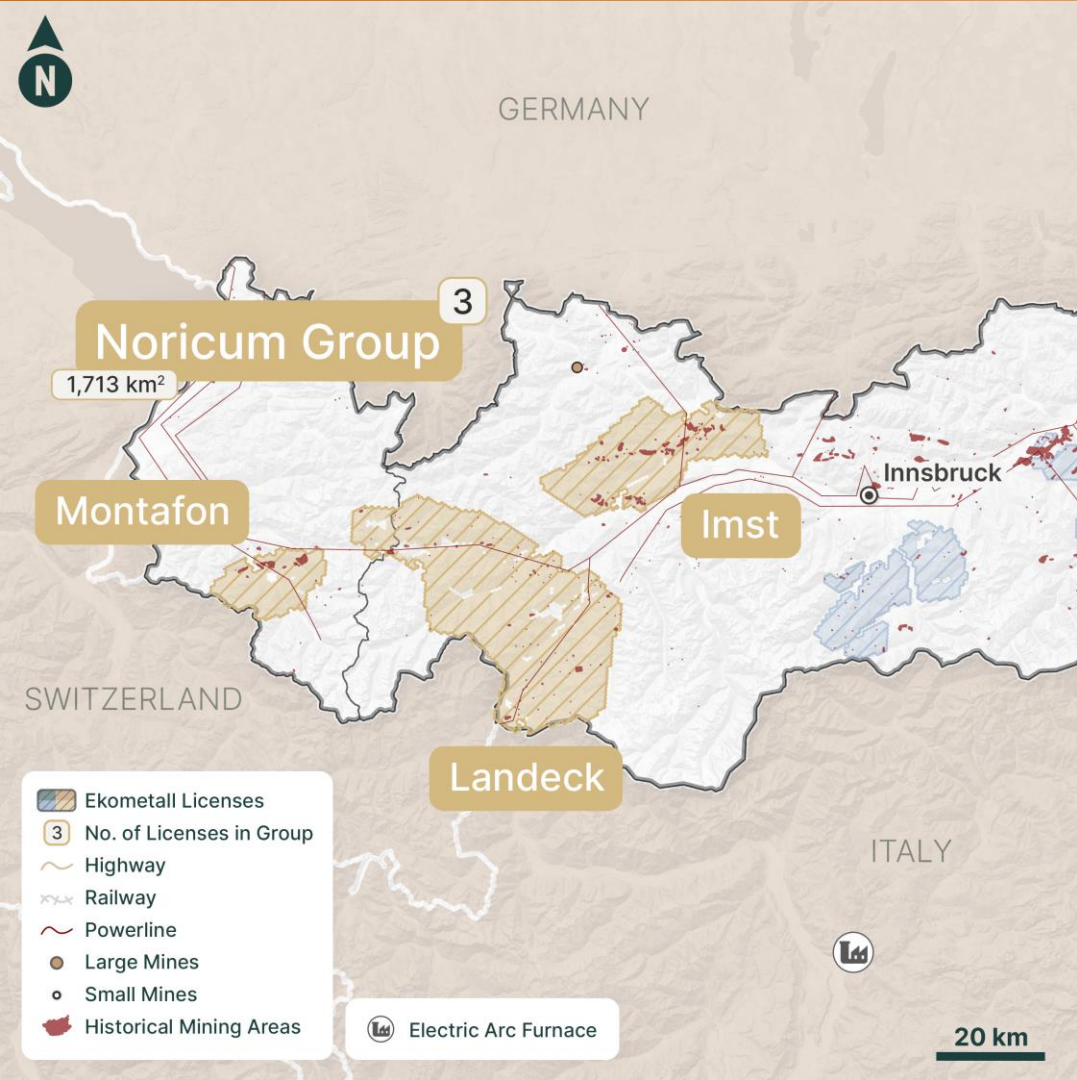 N
GERMANY
3
Noricum Group
1,713 km²
Innsbruck
Montafon
Imst
SWITZERLAND
Landeck
Ekometall Licenses
3 No. of Licenses in Group
Highway
Railway
Powerline
Large Mines
Small Mines
Historical Mining Areas
ITALY
Electric Arc Furnace
20 km